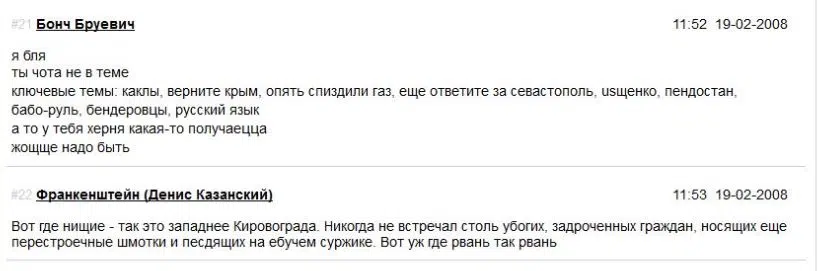 #21 Бонч Бруевич 11:52 19-02-2008
я бля
ты чота не в теме
ключевые темы: каклы, верните крым, опять спиздили газ, еще ответите за севастополь, usщенко, пендостан,
бабо-руль, бендеровцы, русский язык
а то у тебя херня какая-то получаецца
жощще надо быть
#22 Франкенштейн (Денис Казанский) 11:53 19-02-2008
Вот где нищие - так это западнее Кировограда. Никогда не встречал столь убогих, задроченных граждан, носящих еще
перестроечные шмотки и песдящих на ебучем суржике. Вот уж где рвань так рвань